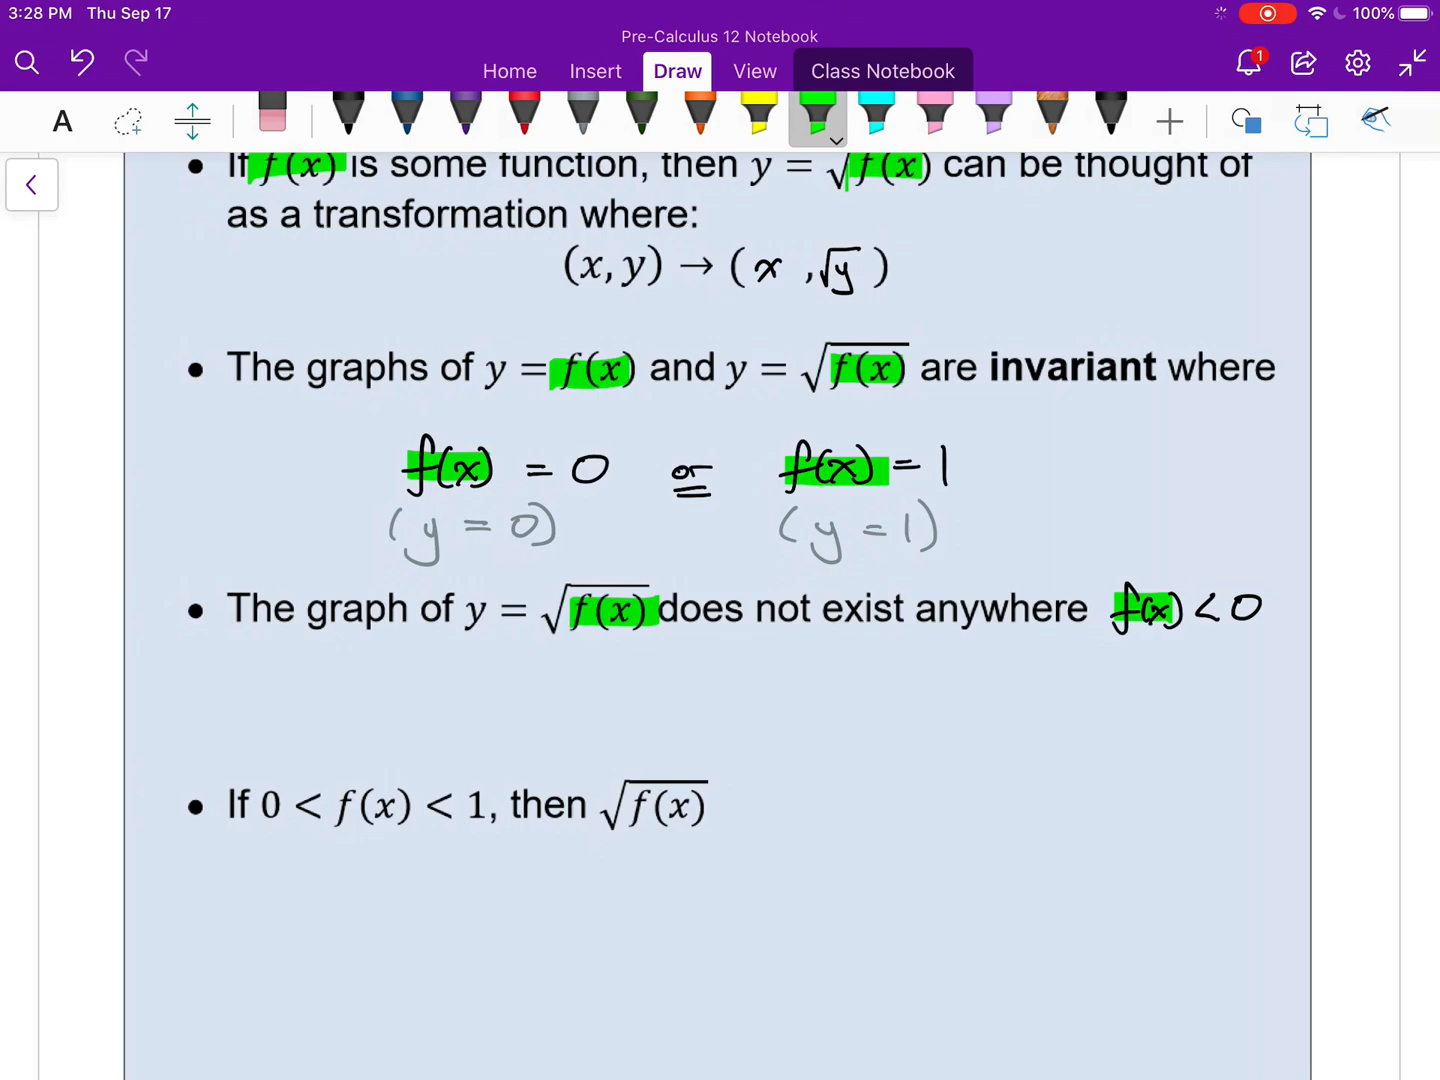 3:28 PM Thu Sep 17
100%
Pre-Calculus 12 Notebook
Home Insert Draw View Class Notebook
1
A
• If f(x) is some function, then y = √f(x) can be thought of
as a transformation where:
(x, y) → (x, √y)
• The graphs of y = f(x) and y = √f(x) are invariant where
f(x) = 0 or f(x) = 1
(y = 0) (y = 1)
• The graph of y = √f(x) does not exist anywhere f(x) < 0
• If 0 < f(x) < 1, then √f(x)